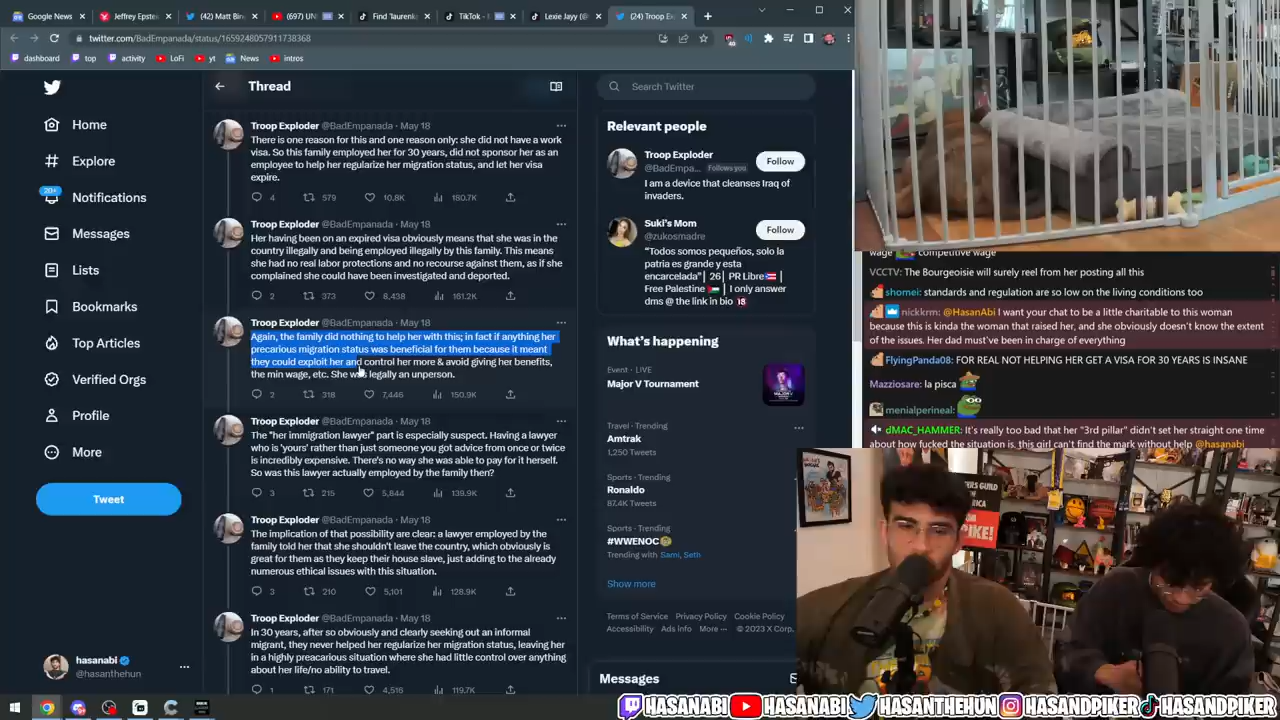 Google News
Jeffrey Epstei
(42) Matt Bin
(697) UN
Find 'laurenk
TikTok -
Lexie Jayy (@
(24) Troop E
twitter.com/BadEmpanada/status/1659248057911738368
dashboard
top
activity
LoFi
yt
News
intros
Home
Explore
20+
Notifications
Messages
Lists
Bookmarks
Top Articles
Verified Orgs
Profile
More
Tweet
hasanabi
@hasanthehun
Thread
Troop Exploder @BadEmpanada · May 18
There is one reason for this and one reason only: she did not have a work
visa. So this family employed her for 30 years, did not sponsor her as an
employee to help her regularize her migration status, and let her visa
expire.
4 579 10.8K 180.7K
Troop Exploder @BadEmpanada · May 18
Her having been on an expired visa obviously means that she was in the
country illegally and being employed illegally by this family. This means
she had no real labor protections and no recourse against them, as if she
complained she could have been investigated and deported.
2 373 8,438 161.2K
Troop Exploder @BadEmpanada · May 18
Again, the family did nothing to help her with this; in fact if anything her
precarious migration status was beneficial for them because it meant
they could exploit her and control her more & avoid giving her benefits,
the min wage, etc. She was legally an unperson.
2 318 7,446 150.9K
Troop Exploder @BadEmpanada · May 18
The "her immigration lawyer" part is especially suspect. Having a lawyer
who is 'yours' rather than just someone you got advice from once or twice
is incredibly expensive. There's no way she was able to pay for it herself.
So was this lawyer actually employed by the family then?
3 215 5,844 139.9K
Troop Exploder @BadEmpanada · May 18
The implication of that possibility are clear: a lawyer employed by the
family told her that she shouldn't leave the country, which obviously is
great for them as they keep their house slave, just adding to the already
numerous ethical issues with this situation.
3 210 5,101 128.9K
Troop Exploder @BadEmpanada · May 18
In 30 years, after so obviously and clearly seeking out an informal
migrant, they never helped her regularize her migration status, leaving her
in a highly preacarious situation where she had little control over anything
about her life/no ability to travel.
1 171 4,516 119.7K
Search Twitter
Relevant people
Troop Exploder
@BadEmpa... Follows you
Follow
I am a device that cleanses Iraq of
invaders.
Suki's Mom
@zukosmadre
Follow
"Todos somos pequeños, solo la
patria es grande y esta
encarcelada" | 26 | PR Libre |
Free Palestine | I only answer
dms @ the link in bio
What's happening
Event · LIVE
Major V Tournament
Travel · Trending
Amtrak
1,250 Tweets
Sports · Trending
Ronaldo
87.4K Tweets
Sports · Trending
#WWENOC
Trending with Sami, Seth
Show more
Terms of Service Privacy Policy Cookie Policy
Accessibility Ads Info More ··· © 2023 X Corp.
Messages
wage competitive wage
VCCTV: The Bourgeoisie will surely reel from her posting all this
shomei: standards and regulation are so low on the living conditions too
nickkrm: @HasanAbi I want your chat to be a little charitable to this woman
because this is kinda the woman that raised her, and she obviously doesn't know the extent
of the issues. Her dad must've been in charge of everything
FlyingPanda08: FOR REAL NOT HELPING HER GET A VISA FOR 30 YEARS IS INSANE
Mazziosare: la pisca
menialperineal:
dMAC_HAMMER: It's really too bad that her "3rd pillar" didn't set her straight one time
about how fucked the situation is, this girl can't find the mark without help @hasanabi
STRIKE!
HASANABI HASANABI HASANTHEHUN HASANDPIKER HASANDPIKER